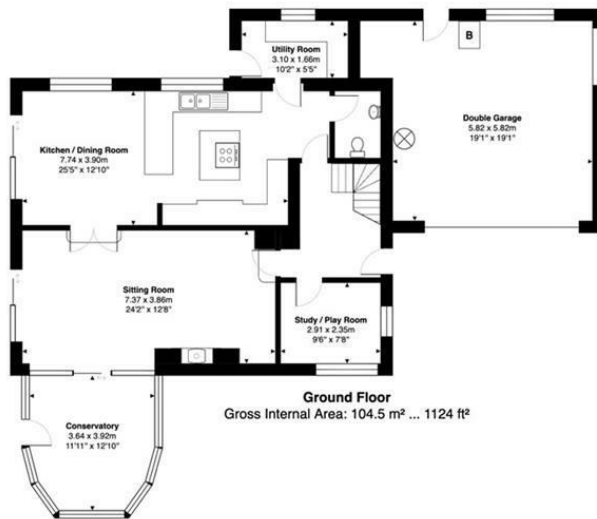 Utility Room
3.10 x 1.66m
10'2" x 5'5"
B
Double Garage
5.82 x 5.82m
19'1" x 19'1"
Kitchen / Dining Room
7.74 x 3.90m
25'5" x 12'10"
Sitting Room
7.37 x 3.86m
24'2" x 12'8"
Study / Play Room
2.91 x 2.35m
9'6" x 7'8"
Conservatory
3.64 x 3.92m
11'11" x 12'10"
Ground Floor
Gross Internal Area: 104.5 m² ... 1124 ft²